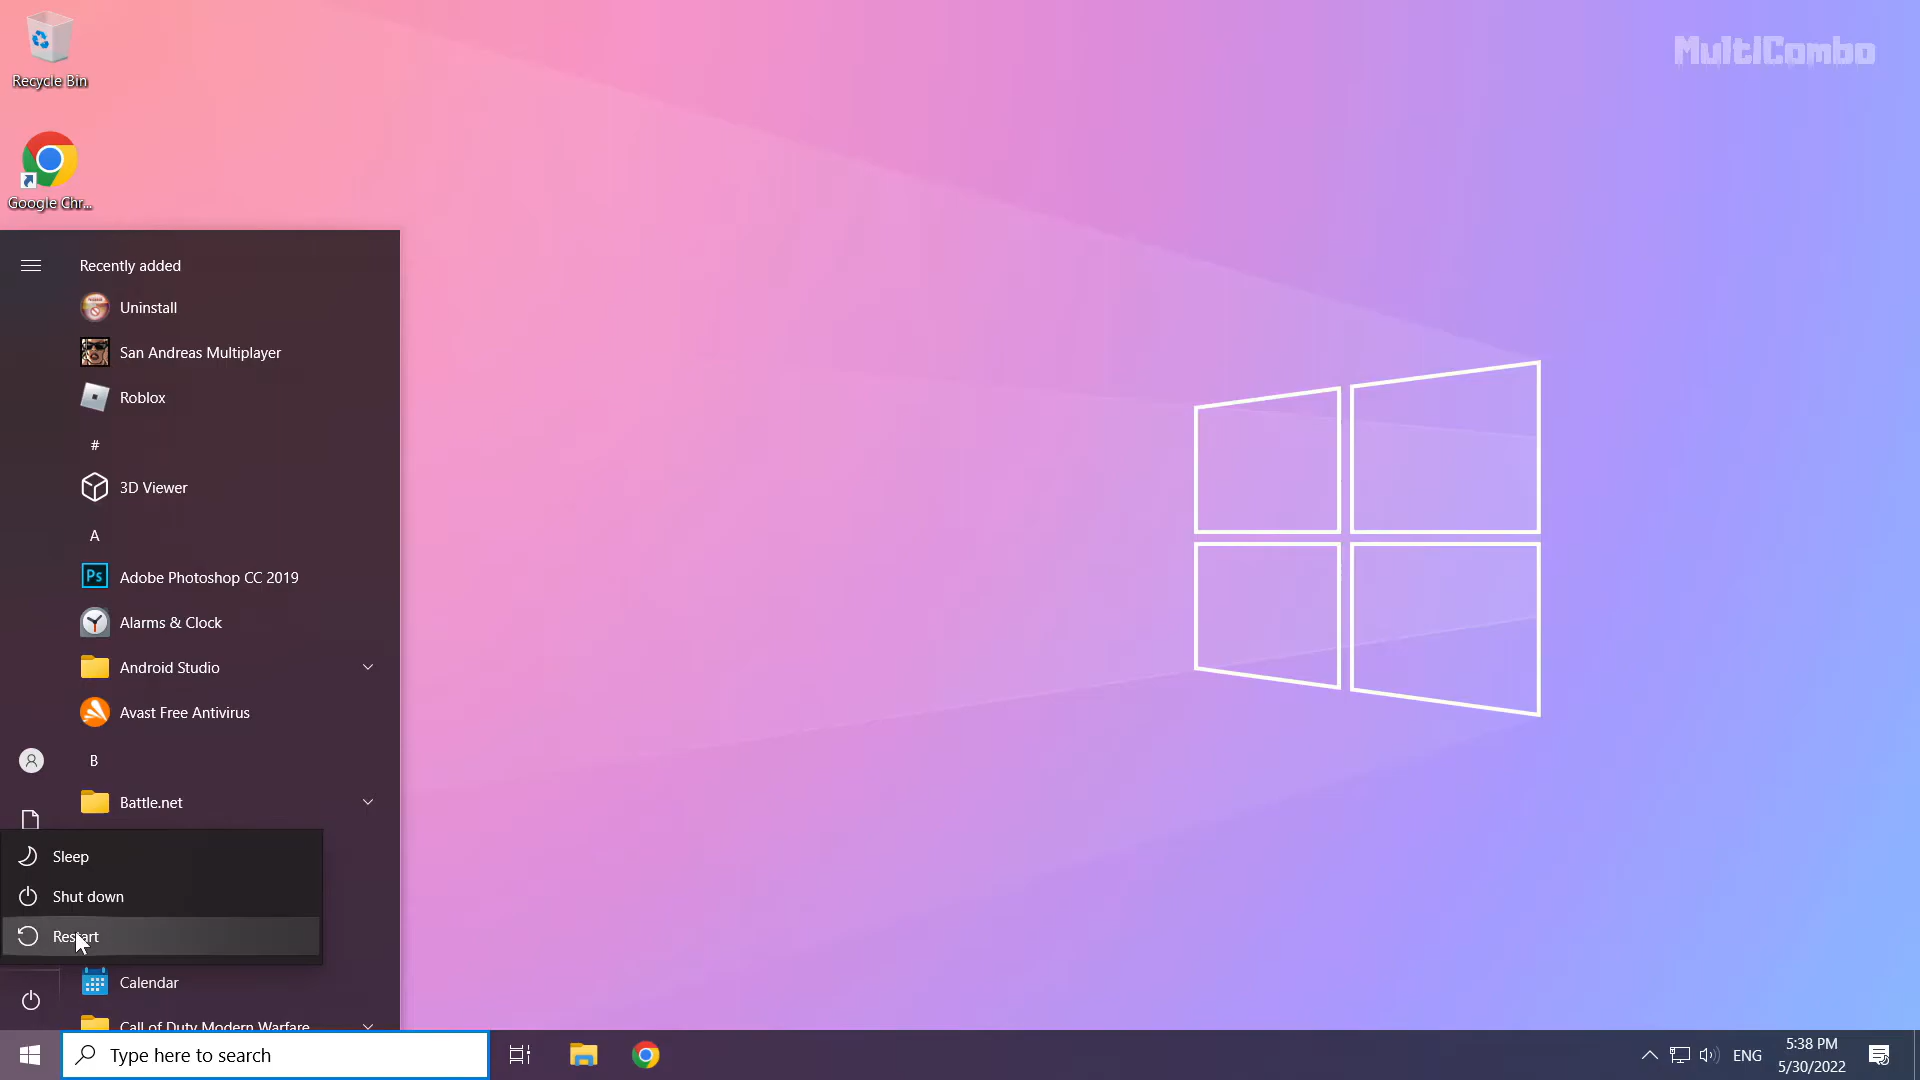 MultiCombo
Recycle Bin
Google Chr...
Recently added
Uninstall
San Andreas Multiplayer
Roblox
#
3D Viewer
A
Ps
Adobe Photoshop CC 2019
Alarms & Clock
Android Studio
Avast Free Antivirus
B
Battle.net
Sleep
Shut down
Restart
Calendar
Call of Duty Modern Warfare
Type here to search
ENG
5:38 PM
5/30/2022